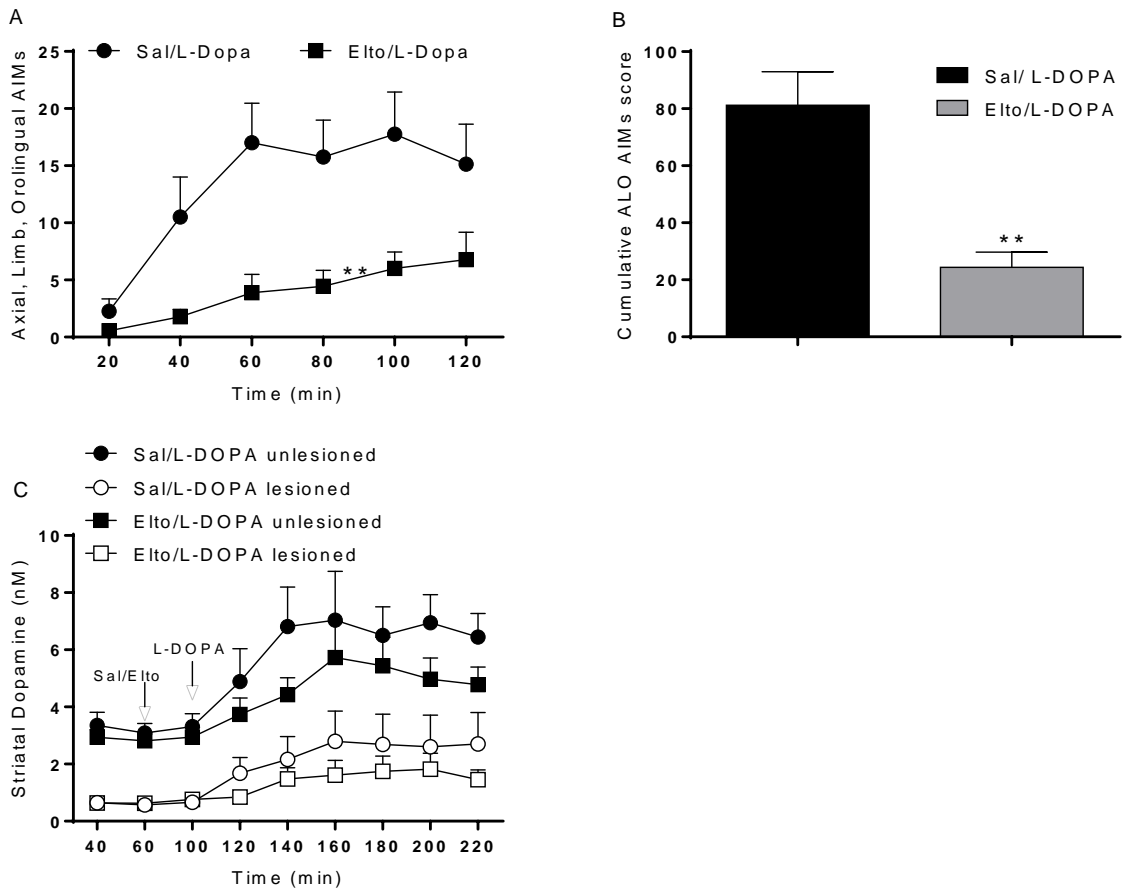 A
Sal/L-Dopa
Elto/L-Dopa
Axial, Limb, Orolingual AIMs
25
20
15
10
5
0
**
20 40 60 80 100 120
Time (min)
B
Cumulative ALO AIMs score
100
80
60
40
20
0
Sal/ L-DOPA
Elto/L-DOPA
**
C
Sal/L-DOPA unlesioned
Sal/L-DOPA lesioned
Elto/L-DOPA unlesioned
Elto/L-DOPA lesioned
Striatal Dopamine (nM)
10
8
6
4
2
0
L-DOPA
Sal/Elto
40 60 100 120 140 160 180 200 220
Time (min)